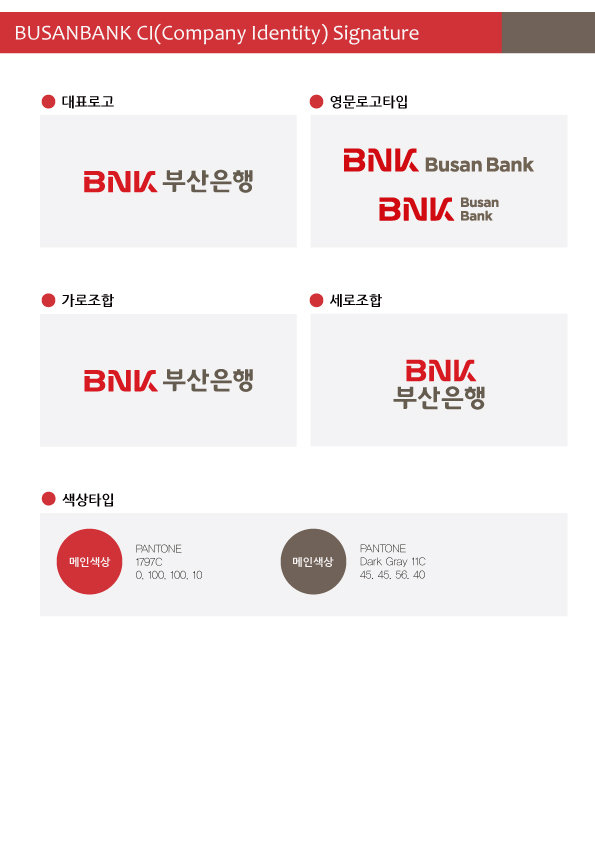 BUSANBANK CI(Company Identity) Signature
대표로고
영문로고타입
BNK 부산은행
BNK Busan Bank
BNK Busan
Bank
가로조합
세로조합
BNK 부산은행
BNK
부산은행
색상타입
메인색상
PANTONE
1797C
0, 100, 100, 10
메인색상
PANTONE
Dark Gray 11C
45, 45, 56, 40